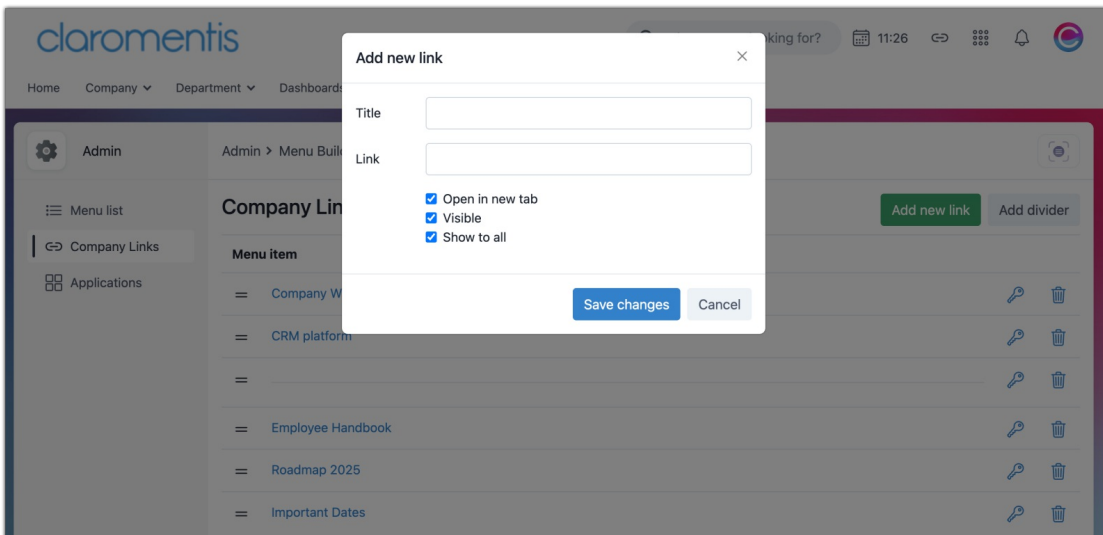 claromentis
king for?
11:26
Home Company Department Dashboards
Add new link
Title
Link
Open in new tab
Visible
Show to all
Save changes Cancel
Admin
Admin > Menu Buil
Menu list
Company Links
Applications
Company Lin
Add new link Add divider
Menu item
Company W
CRM platform
Employee Handbook
Roadmap 2025
Important Dates